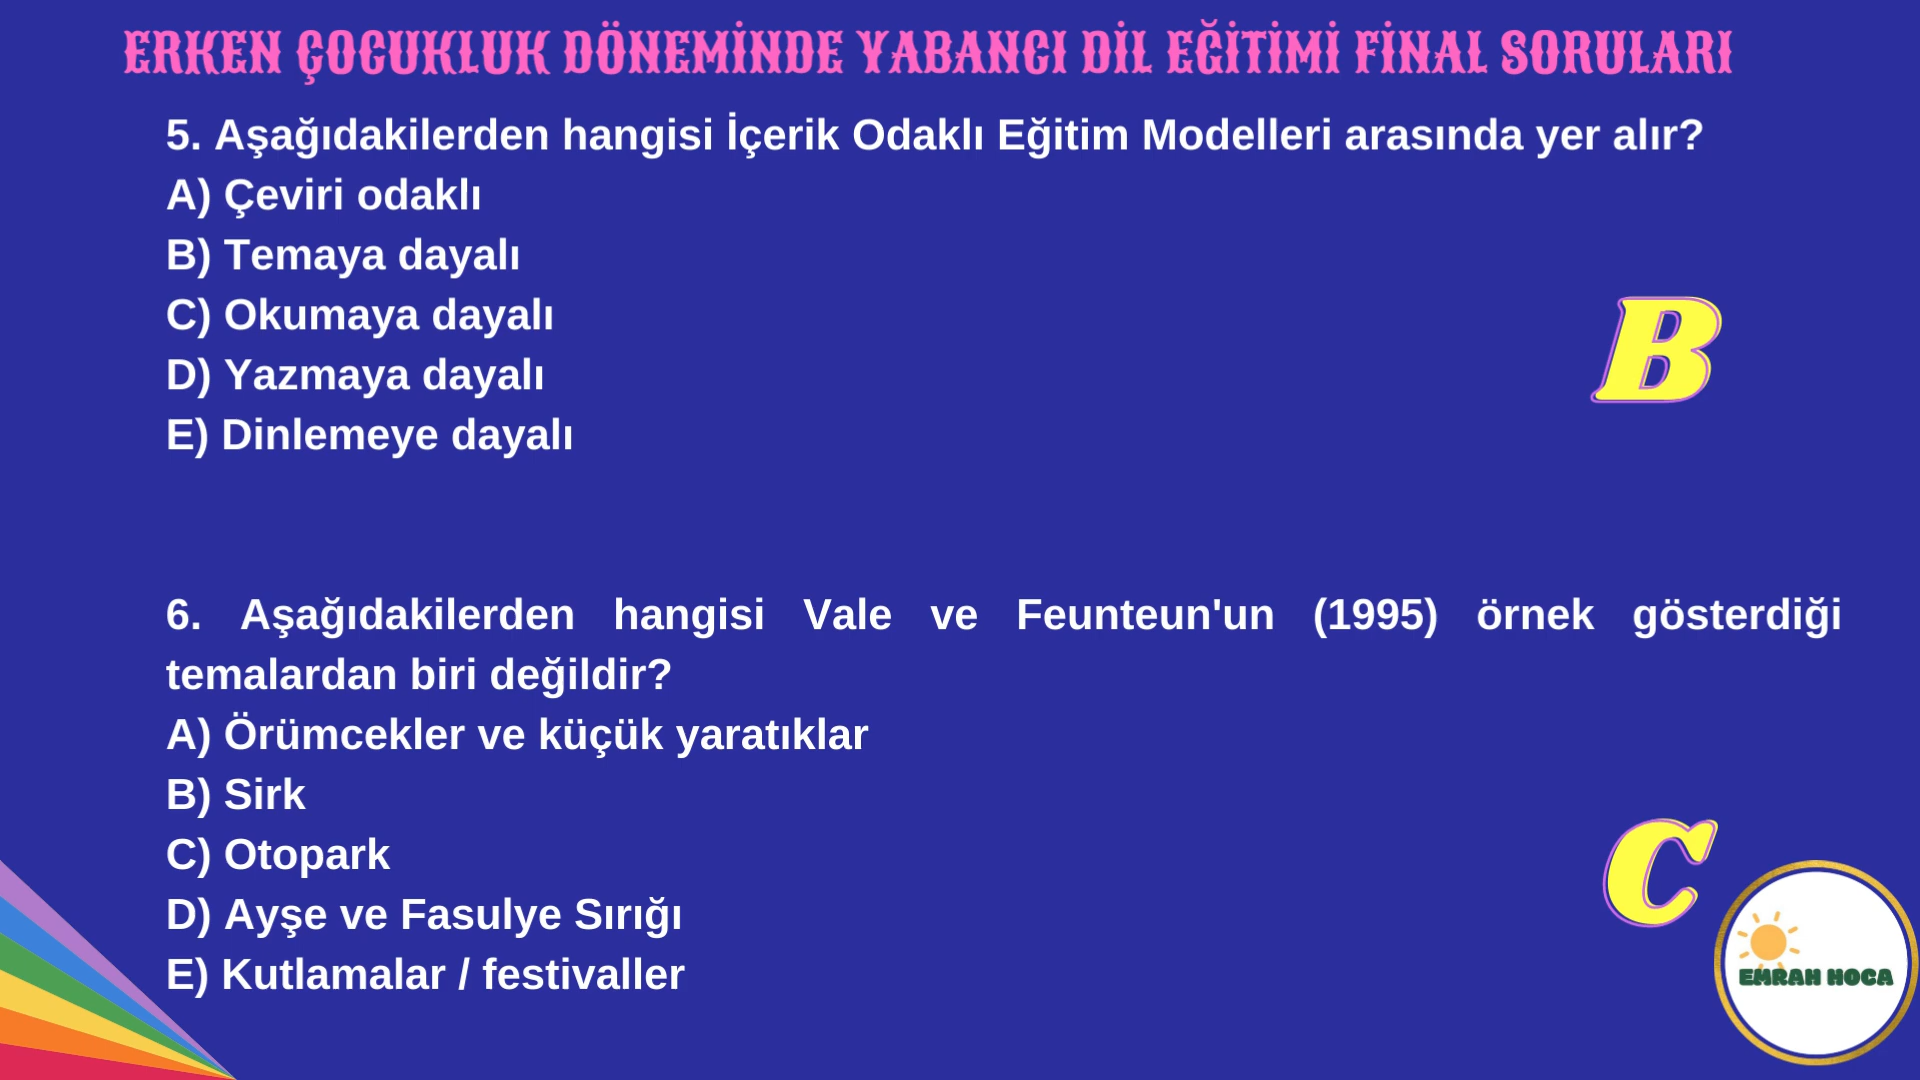 ERKEN ÇOCUKLUK DÖNEMİNDE YABANCI DİL EĞİTİMİ FİNAL SORULARI
5. Aşağıdakilerden hangisi İçerik Odaklı Eğitim Modelleri arasında yer alır?
A) Çeviri odaklı
B) Temaya dayalı
C) Okumaya dayalı
D) Yazmaya dayalı
E) Dinlemeye dayalı
B
6. Aşağıdakilerden hangisi Vale ve Feunteun'un (1995) örnek gösterdiği
temalardan biri değildir?
A) Örümcekler ve küçük yaratıklar
B) Sirk
C) Otopark
D) Ayşe ve Fasulye Sırığı
E) Kutlamalar / festivaller
C
EMRAH HOCA